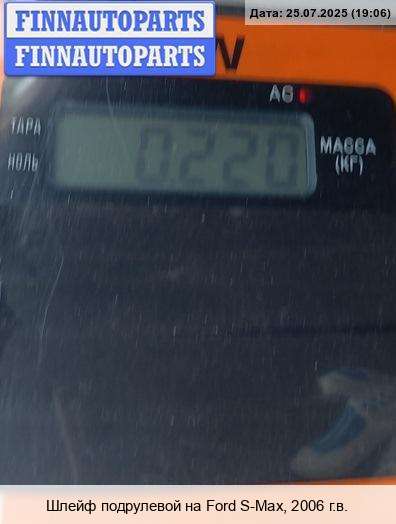 FINNAUTOPARTS
FINNAUTOPARTS
Дата: 25.07.2025 (19:06)
АС
ТАРА
НОЛЬ
0.220
МАССА
(КГ)
Шлейф подрулевой на Ford S-Max, 2006 г.в.